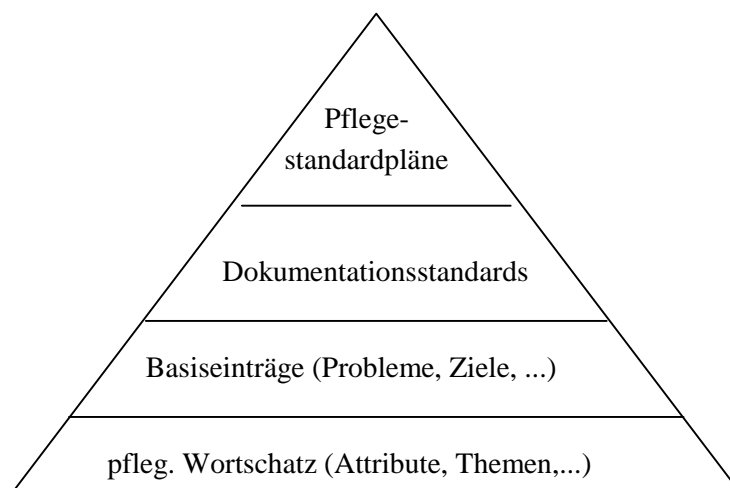 Pflege-
standardpläne
Dokumentationsstandards
Basiseinträge (Probleme, Ziele, ...)
pfleg. Wortschatz (Attribute, Themen,...)